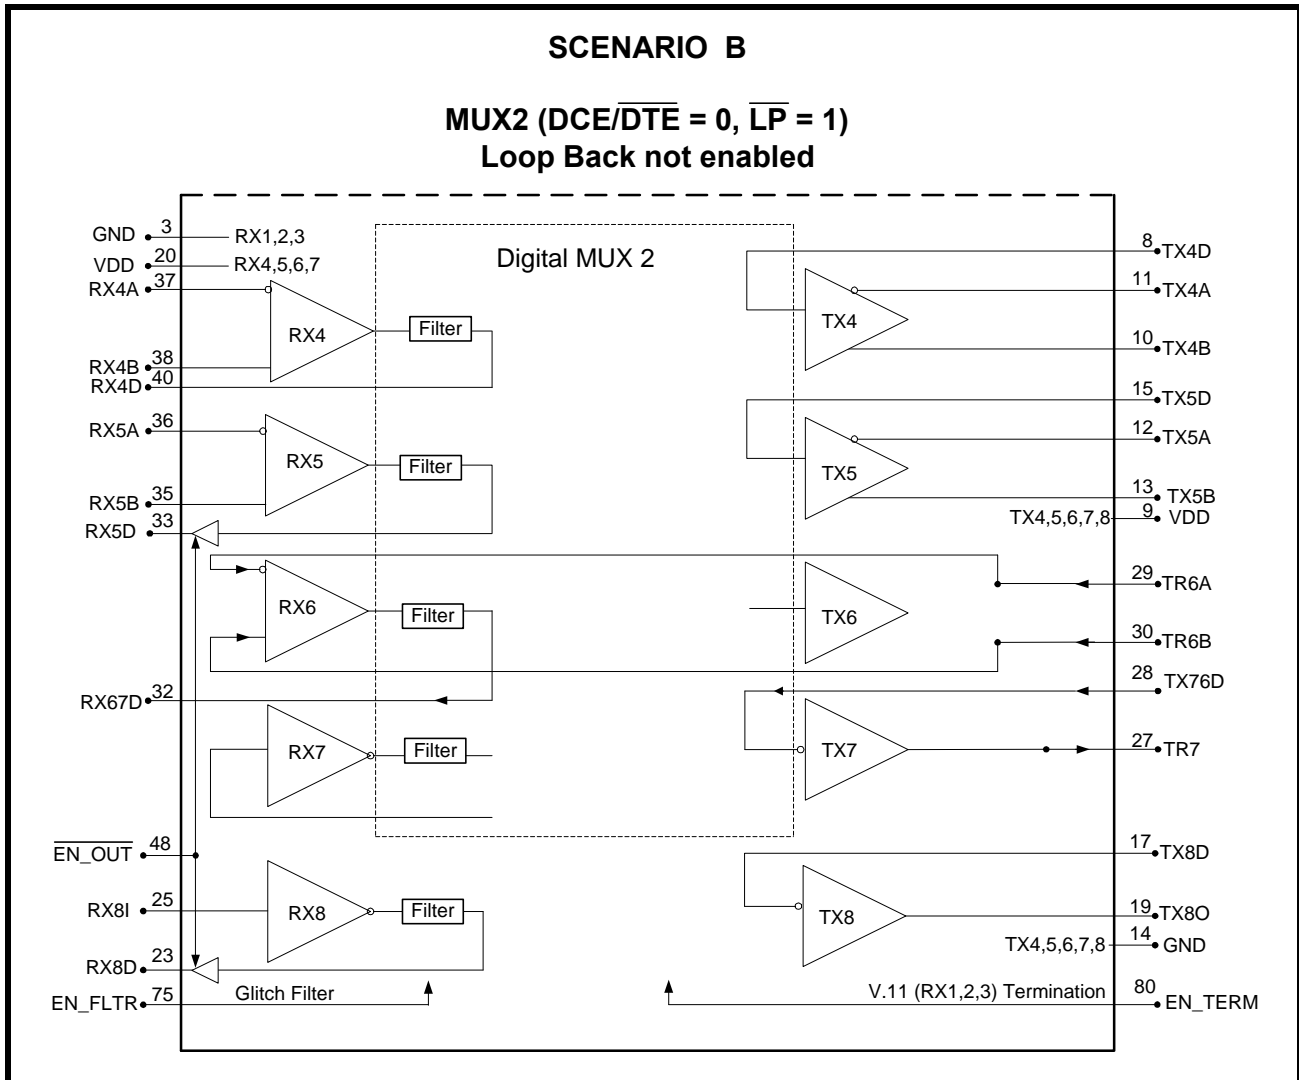 SCENARIO B
MUX2 (DCE/D̅T̅E̅ = 0, L̅P̅ = 1)
Loop Back not enabled
Digital MUX 2
GND 3 RX1,2,3
VDD 20 RX4,5,6,7
RX4A 37
RX4 Filter
RX4B 38
RX4D 40
RX5A 36
RX5 Filter
RX5B 35
RX5D 33
RX6 Filter
RX67D 32
RX7 Filter
E̅N̅_̅O̅U̅T̅ 48
RX8I 25
RX8 Filter
RX8D 23
EN_FLTR 75 Glitch Filter
8 TX4D
11 TX4A
TX4
10 TX4B
15 TX5D
12 TX5A
TX5
13 TX5B
TX4,5,6,7,8 9 VDD
29 TR6A
TX6
30 TR6B
28 TX76D
TX7
27 TR7
17 TX8D
TX8
19 TX8O
TX4,5,6,7,8 14 GND
V.11 (RX1,2,3) Termination 80 EN_TERM